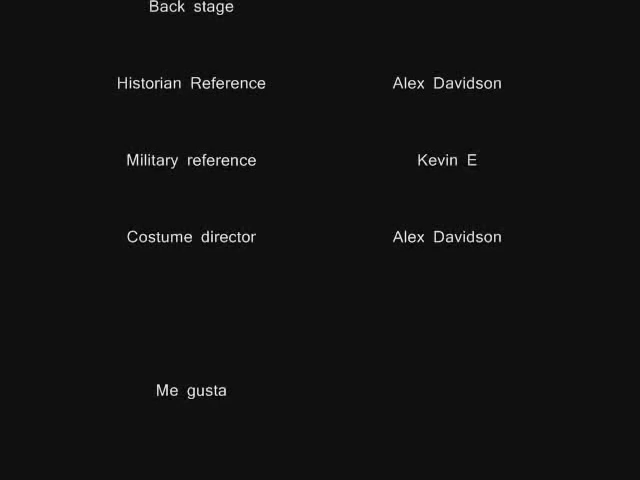 Back stage
Historian Reference Alex Davidson
Military reference Kevin E
Costume director Alex Davidson
Me gusta